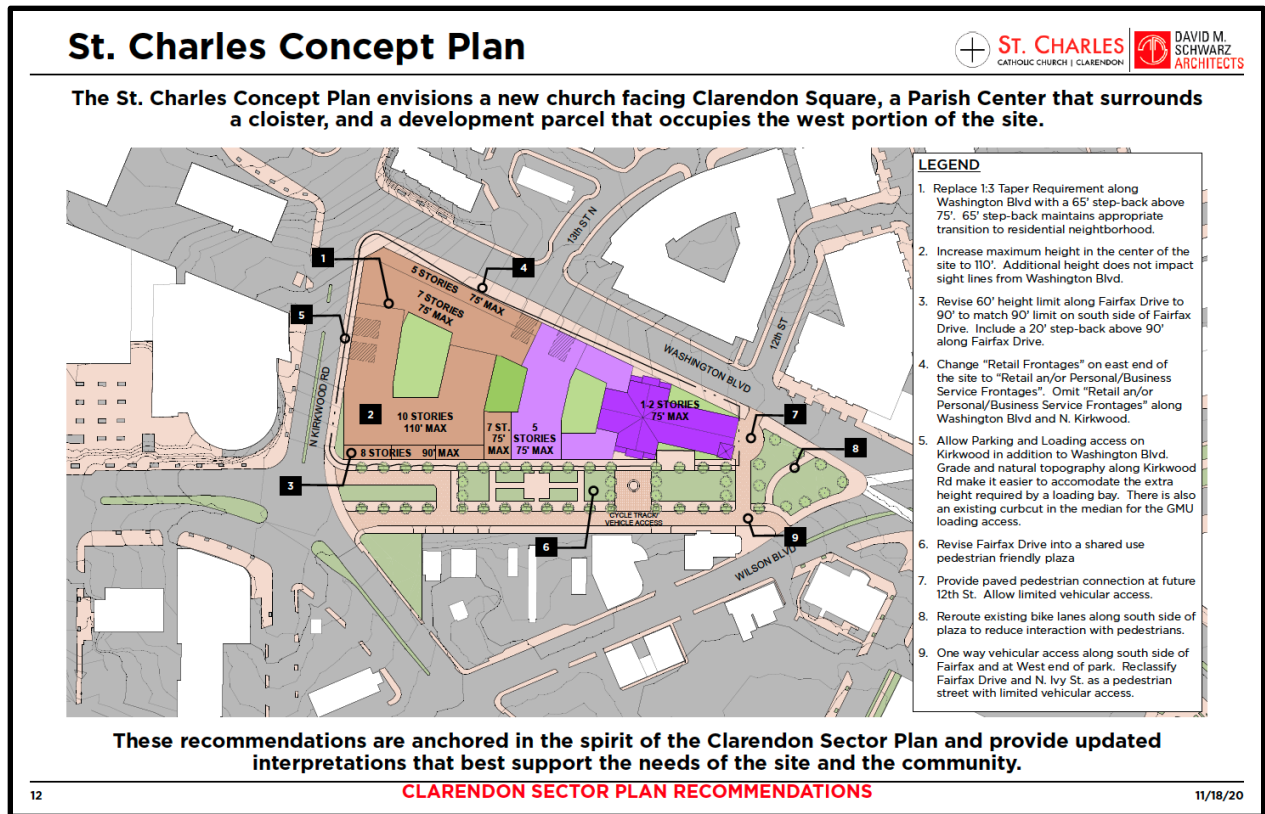 St. Charles Concept Plan
ST. CHARLES
CATHOLIC CHURCH | CLARENDON
DAVID M.
SCHWARZ
ARCHITECTS
The St. Charles Concept Plan envisions a new church facing Clarendon Square, a Parish Center that surrounds
a cloister, and a development parcel that occupies the west portion of the site.
LEGEND
1. Replace 1:3 Taper Requirement along
Washington Blvd with a 65' step-back above
75'. 65' step-back maintains appropriate
transition to residential neighborhood.
2. Increase maximum height in the center of the
site to 110'. Additional height does not impact
sight lines from Washington Blvd.
3. Revise 60' height limit along Fairfax Drive to
90' to match 90' limit on south side of Fairfax
Drive. Include a 20' step-back above 90'
along Fairfax Drive.
4. Change “Retail Frontages” on east end of
the site to “Retail an/or Personal/Business
Service Frontages”. Omit “Retail an/or
Personal/Business Service Frontages” along
Washington Blvd and N. Kirkwood.
5. Allow Parking and Loading access on
Kirkwood in addition to Washington Blvd.
Grade and natural topography along Kirkwood
Rd make it easier to accomodate the extra
height required by a loading bay. There is also
an existing curbcut in the median for the GMU
loading access.
6. Revise Fairfax Drive into a shared use
pedestrian friendly plaza
7. Provide paved pedestrian connection at future
12th St. Allow limited vehicular access.
8. Reroute existing bike lanes along south side of
plaza to reduce interaction with pedestrians.
9. One way vehicular access along south side of
Fairfax and at West end of park. Reclassify
Fairfax Drive and N. Ivy St. as a pedestrian
street with limited vehicular access.
13th ST N
1
4
5 STORIES 75' MAX
7 STORIES
75' MAX
5
12th ST
WASHINGTON BLVD
N KIRKWOOD RD
2
10 STORIES
110' MAX
7 ST.
75'
MAX
5
STORIES
75' MAX
1-2 STORIES
75' MAX
7
8 STORIES 90' MAX
8
3
CYCLE TRACK/
VEHICLE ACCESS
6
9
WILSON BLVD
These recommendations are anchored in the spirit of the Clarendon Sector Plan and provide updated
interpretations that best support the needs of the site and the community.
12
CLARENDON SECTOR PLAN RECOMMENDATIONS
11/18/20